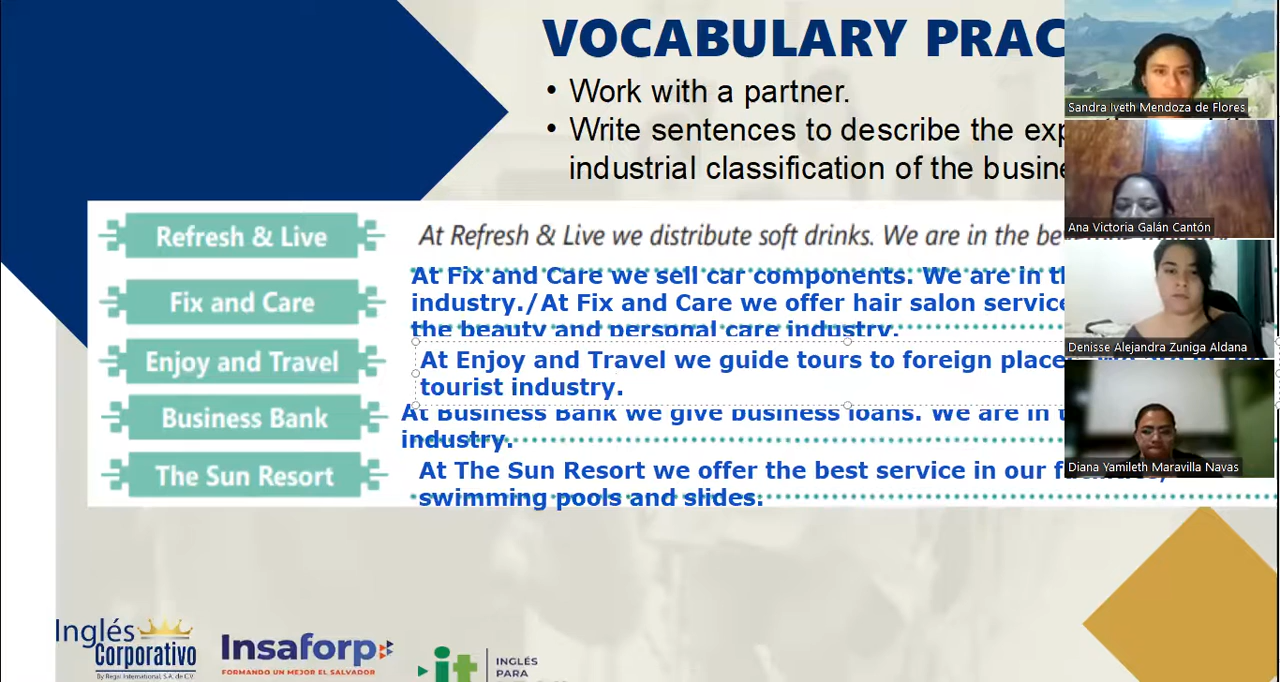 VOCABULARY PRAC
• Work with a partner.
• Write sentences to describe the
industrial classification of the
Refresh & Live
At Refresh & Live we distribute soft drinks. We are in the
Fix and Care
At Fix and Care we sell car components. We are in
industry./At Fix and Care we offer hair salon
the beauty and personal care industry.
Enjoy and Travel
At Enjoy and Travel we guide tours to foreign
tourist industry.
Business Bank
At Business Bank we give business loans. We are in
industry.
The Sun Resort
At The Sun Resort we offer the best service in our
swimming pools and slides.
Sandra Iveth Mendoza de Flores
Ana Victoria Galán Cantón
Denisse Alejandra Zuniga Aldana
Diana Yamileth Maravilla Navas
Inglés
Corporativo
By Regal International, S.A. de C.V.
Insaforp
FORMANDO UN MEJOR EL SALVADOR
it
INGLÉS
PARA